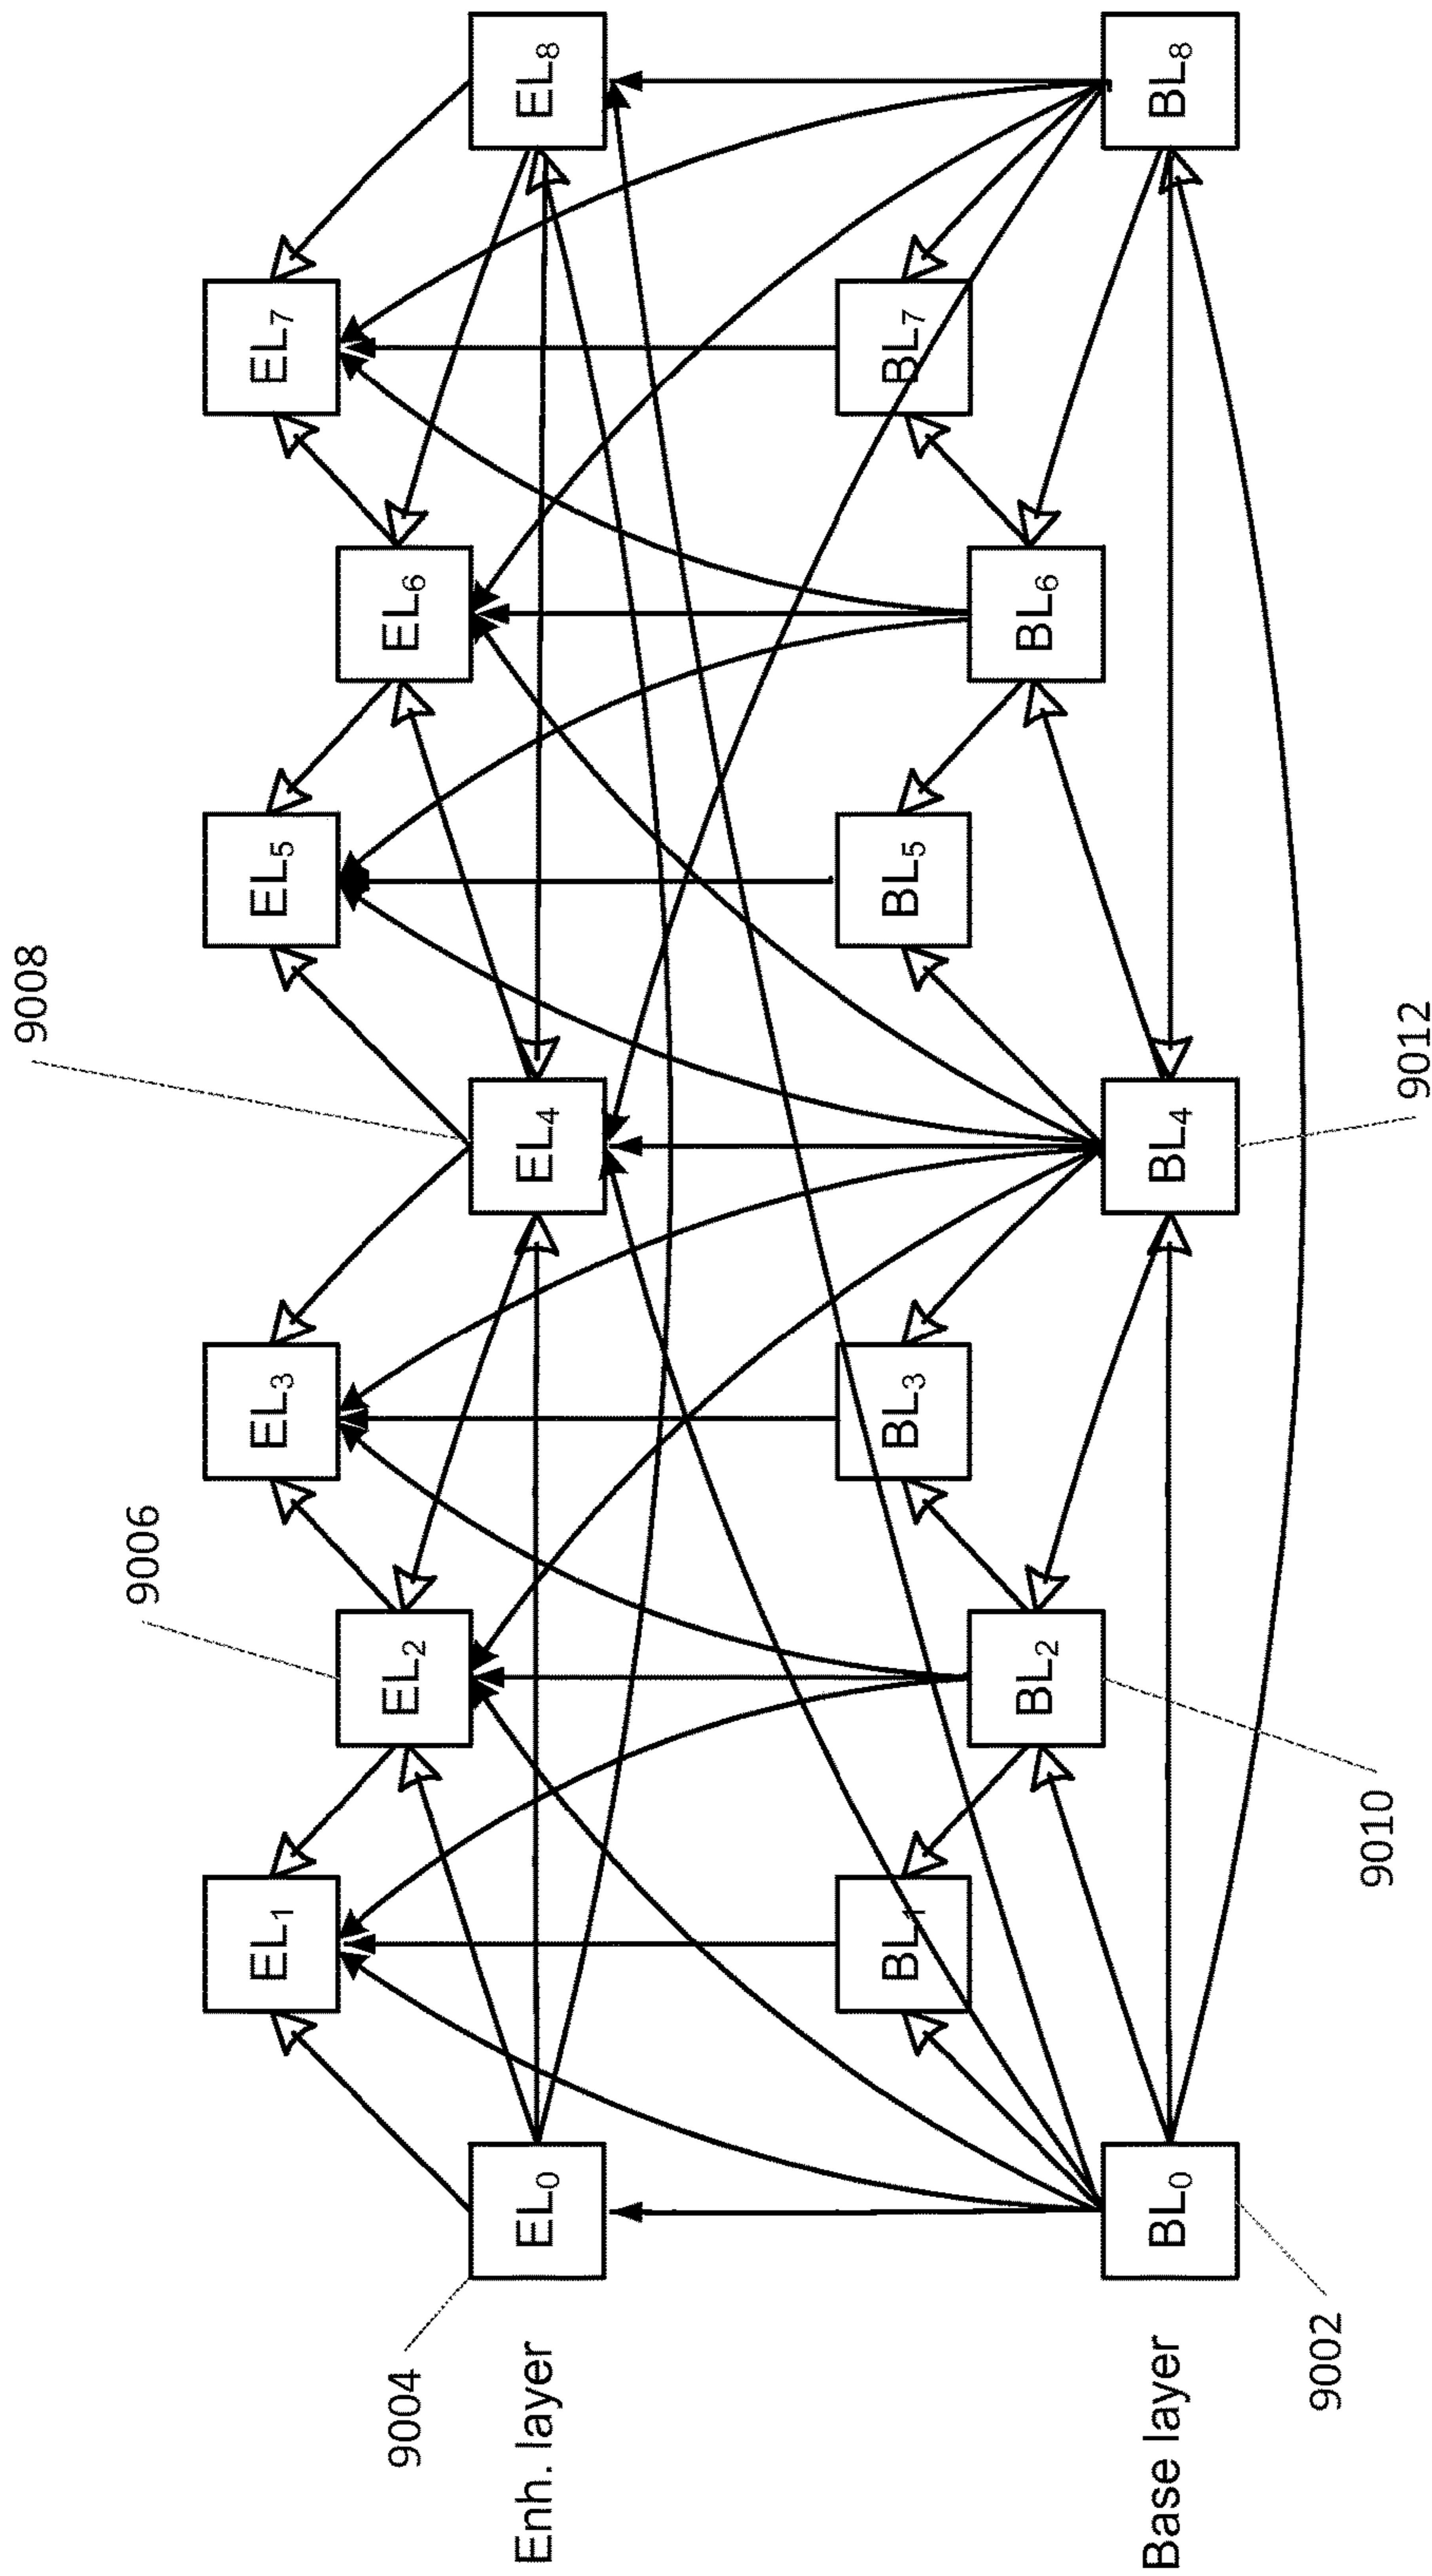 9008
9006
EL₁ EL₃ EL₅ EL₇
9004 EL₂ EL₆
Enh. layer EL₀ EL₄ EL₈
BL₁ BL₃ BL₅ BL₇
BL₂ BL₆
Base layer BL₀ BL₄ BL₈
9002
9010
9012